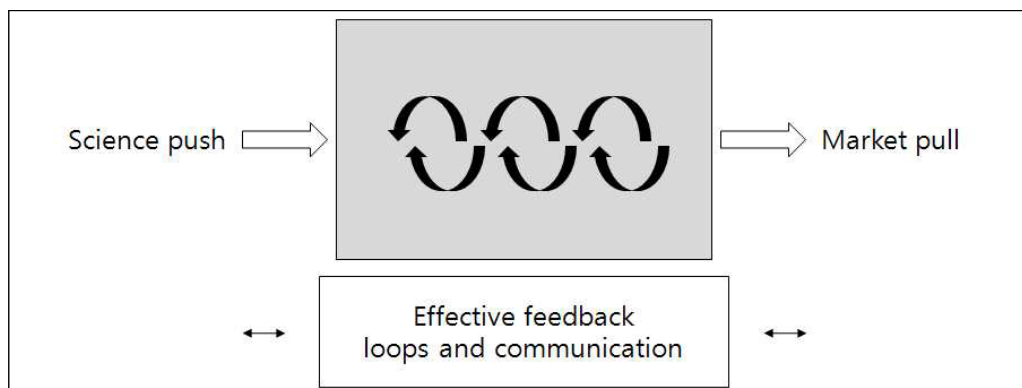 Science push
Market pull
Effective feedback
loops and communication